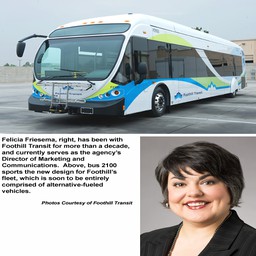 Foothill Transit
Felicia Friesema, right, has been with
Foothill Transit for more than a decade,
and currently serves as the agency's
Director of Marketing and
Communications. Above, bus 2100
sports the new design for Foothill's
fleet, which is soon to be entirely
comprised of alternative-fueled
vehicles.
Photos Courtesy of Foothill Transit